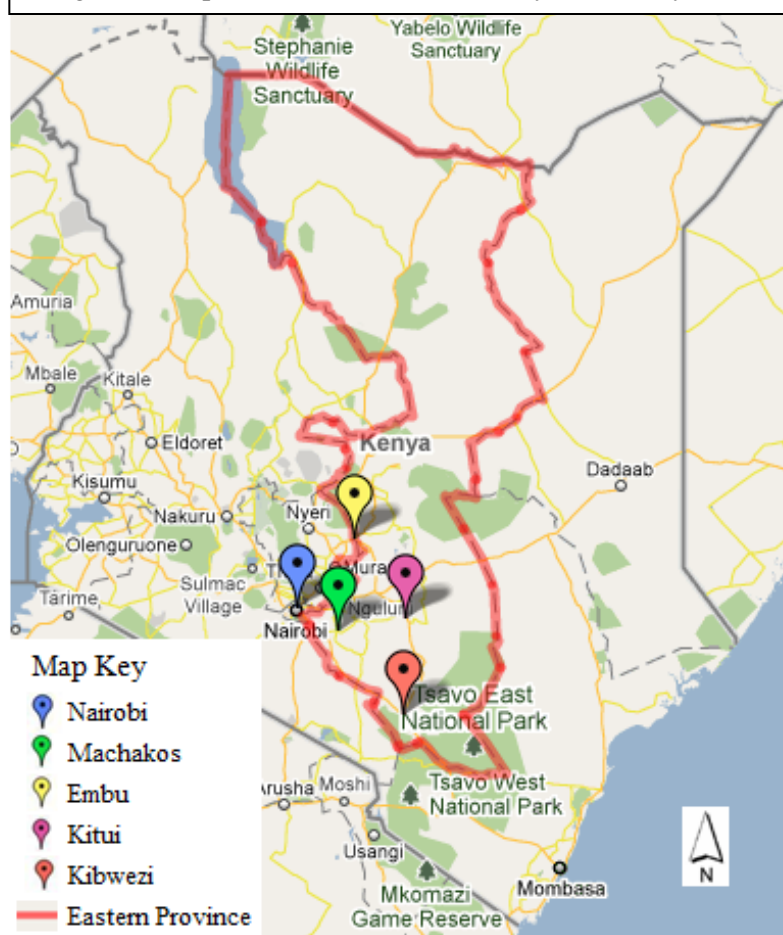 Stephanie
Wildlife
Sanctuary
Yabelo Wildlife
Sanctuary
Amuria
Mbale
Kitale
Eldoret
Kenya
Dadaab
Kisumu
Nakuru
Nyeri
Olenguruone
Mura
Sulmac
Village
Tarime
Nguluni
Nairobi
Tsavo East
National Park
Tsavo West
National Park
Arusha
Moshi
Usangi
Mombasa
Mkomazi
Game Reserve
N
Map Key
Nairobi
Machakos
Embu
Kitui
Kibwezi
Eastern Province